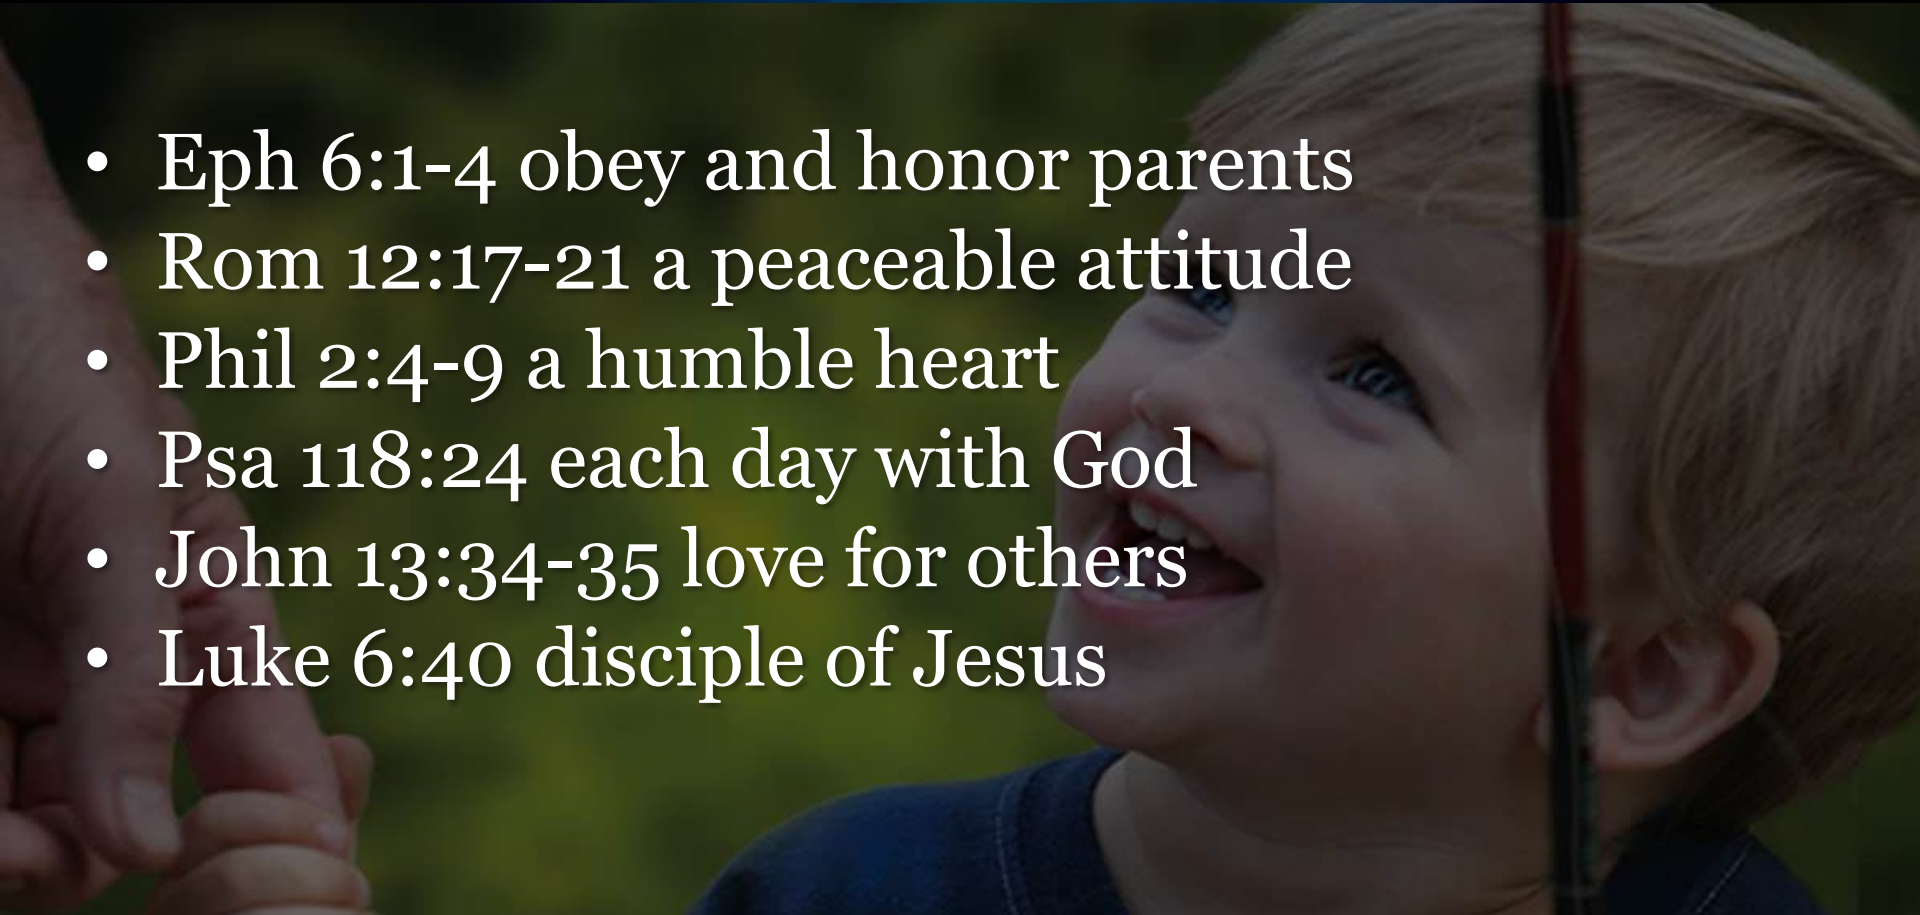 • Eph 6:1-4 obey and honor parents
• Rom 12:17-21 a peaceable attitude
• Phil 2:4-9 a humble heart
• Psa 118:24 each day with God
• John 13:34-35 love for others
• Luke 6:40 disciple of Jesus